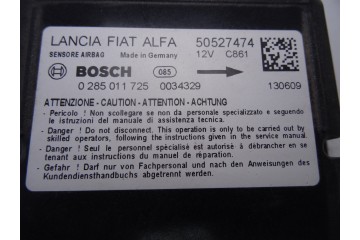 LANCIA FIAT ALFA 50527474
SENSORE AIRBAG Made in Germany 12V C861
BOSCH 085
0 285 011 725 0034329 130609
ATTENZIONE - CAUTION - ATTENTION - ACHTUNG
- Pericolo ! Non scollegare se non da personale specializzato e seguendo le istruzioni del manuale di assistenza tecnica.
- Danger ! Do not disconnect. This operation is only to be carried out by skilled operators, following the instructions given in the service manual.
- Danger ! Seul le personnel spécialisé est autorisé à débrancher en se tenant aux instructions du manuel de réparation.
- Gefahr ! Darf nur von Fachpersonal und nach den Anweisungen des Kundendiensthandbuches abgetrennt werden.